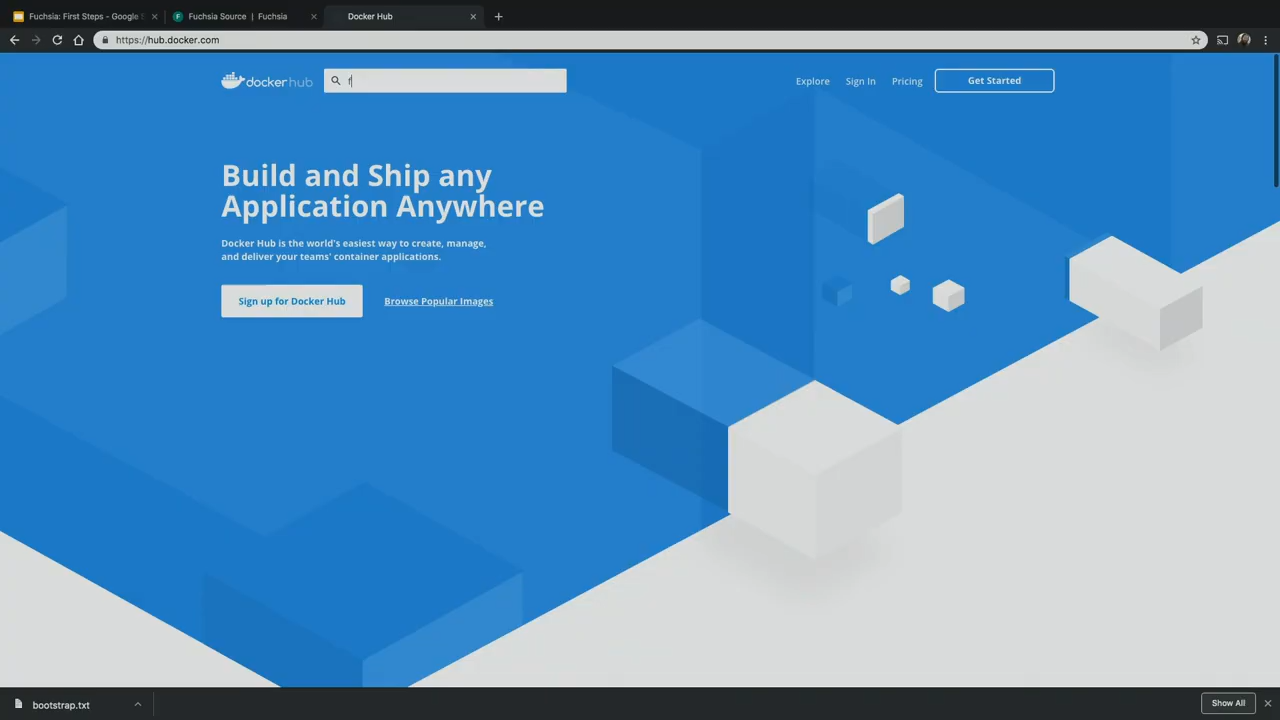 Fuchsia: First Steps - Google S
Fuchsia Source | Fuchsia
Docker Hub
https://hub.docker.com
docker hub
f
Explore
Sign In
Pricing
Get Started
Build and Ship any
Application Anywhere
Docker Hub is the world's easiest way to create, manage,
and deliver your teams' container applications.
Sign up for Docker Hub
Browse Popular Images
bootstrap.txt
Show All